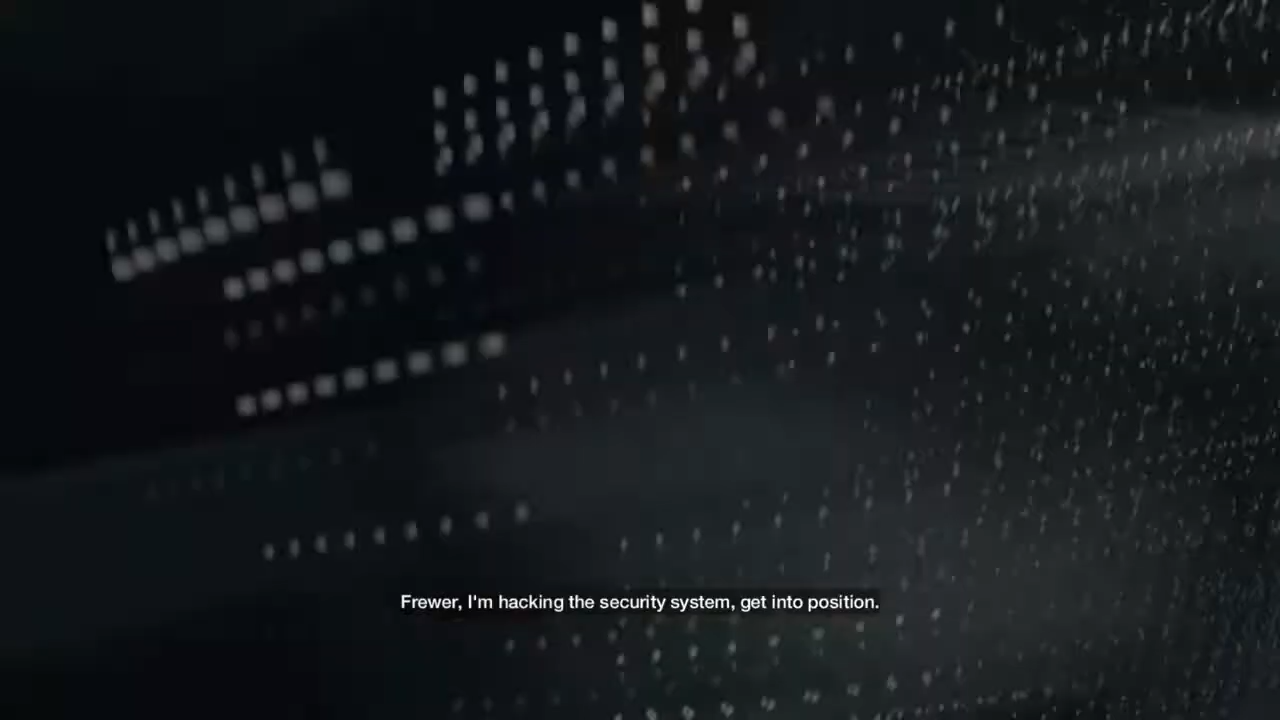 Frewer, I'm hacking the security system, get into position.